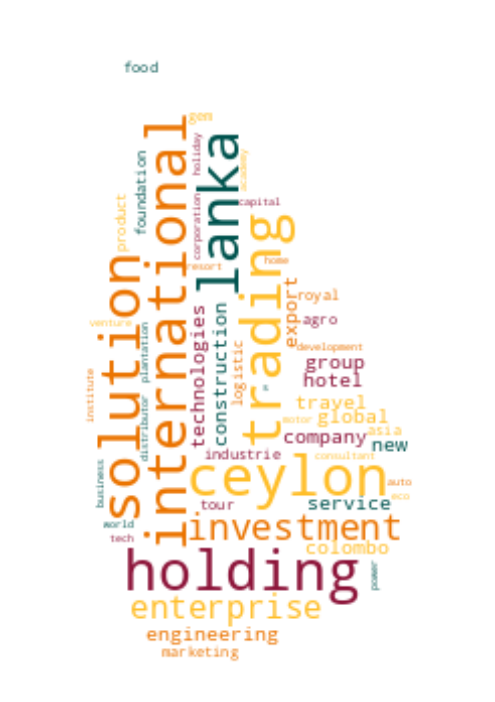 food
gem
international
lanka
holiday
foundation
academy
product
corporation
capital
trading
solution
home
resort
export
royal
technologies
construction
agro
venture
plantation
logistic
development
group
hotel
institute
distributor
travel
global
motor
asia
company
new
industrie
consultant
ceylon
business
auto
eco
tour
service
world
investment
tech
colombo
holding
power
enterprise
engineering
marketing